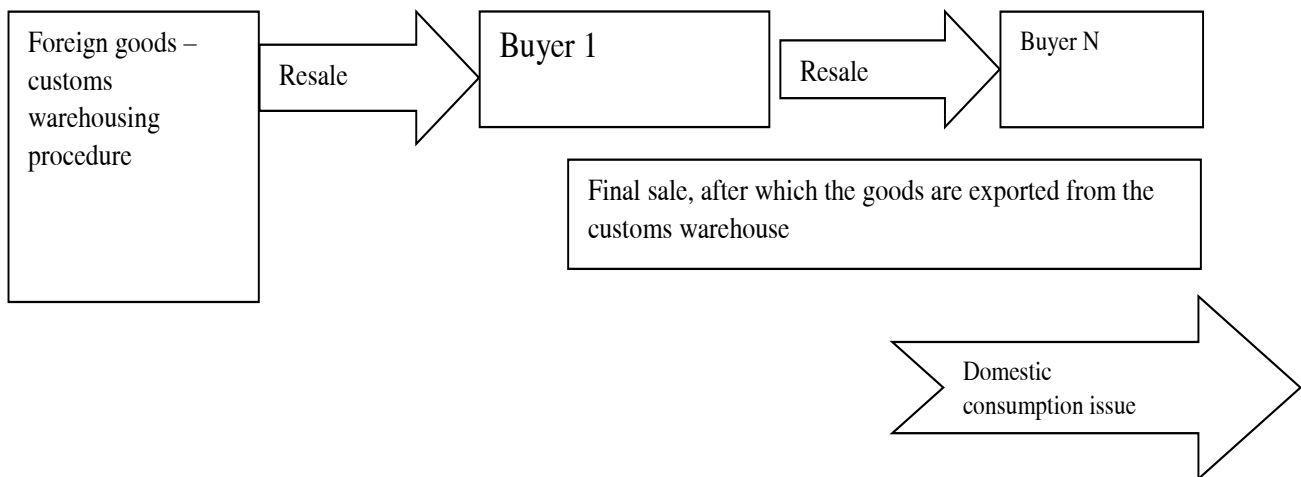 Foreign goods –
customs
warehousing
procedure
Resale
Buyer 1
Resale
Buyer N
Final sale, after which the goods are exported from the
customs warehouse
Domestic
consumption issue